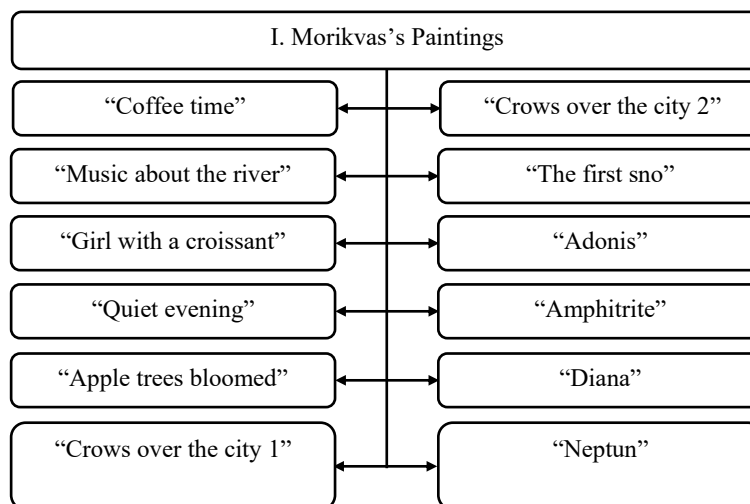 I. Morikvas’s Paintings
“Coffee time”
“Crows over the city 2”
“Music about the river”
“The first sno”
“Girl with a croissant”
“Adonis”
“Quiet evening”
“Amphitrite”
“Apple trees bloomed”
“Diana”
“Crows over the city 1”
“Neptun”